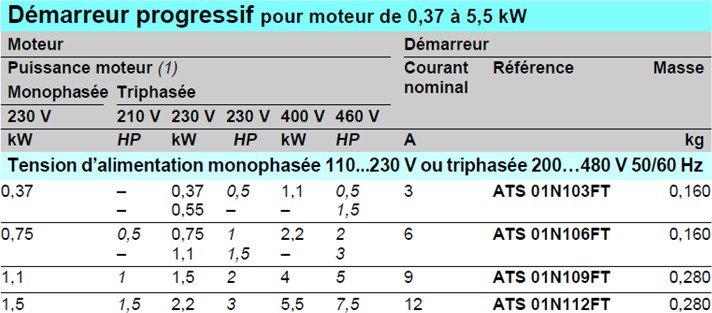 Démarreur progressif pour moteur de 0,37 à 5,5 kW
Moteur Démarreur
Puissance moteur (1) Courant nominal Référence Masse
Monophasée Triphasée
230 V 210 V 230 V 230 V 400 V 460 V
kW HP kW HP kW HP A kg
Tension d'alimentation monophasée 110...230 V ou triphasée 200…480 V 50/60 Hz
0,37 – 0,37 0,5 1,1 0,5 3 ATS 01N103FT 0,160
– 0,55 – – 1,5
0,75 0,5 0,75 1 2,2 2 6 ATS 01N106FT 0,160
– 1,1 1,5 – 3
1,1 1 1,5 2 4 5 9 ATS 01N109FT 0,280
1,5 1,5 2,2 3 5,5 7,5 12 ATS 01N112FT 0,280